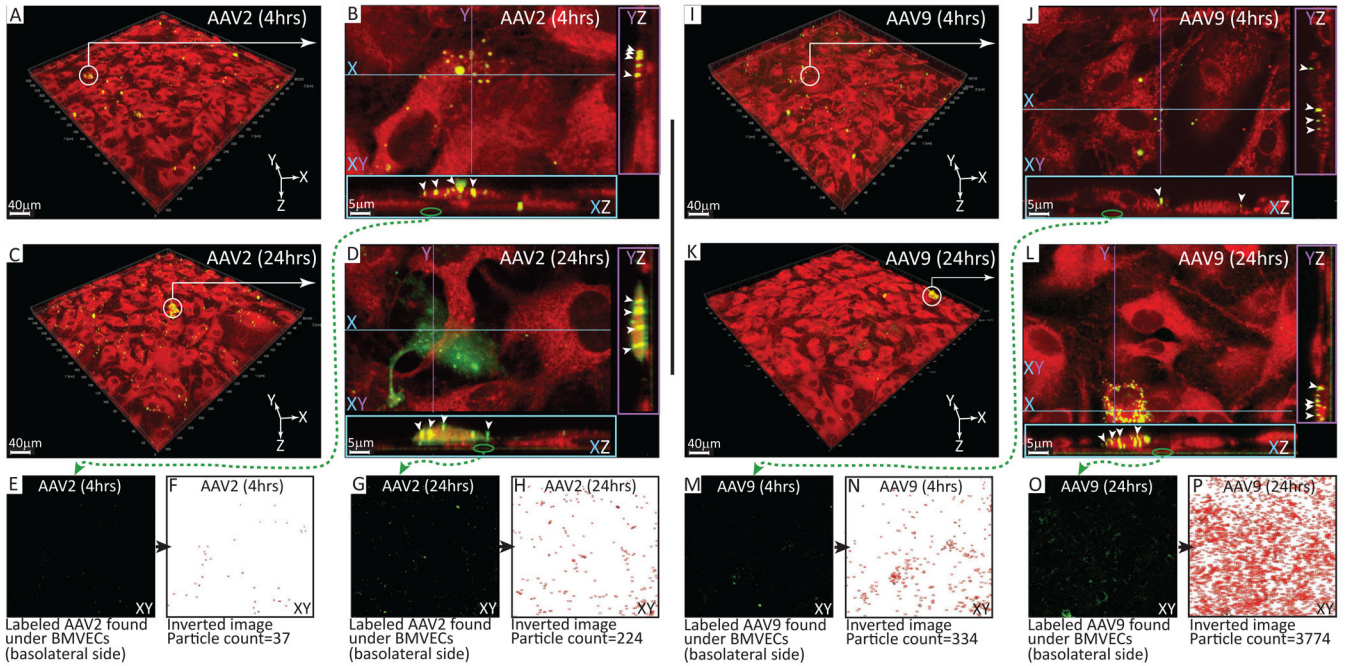 A AAV2 (4hrs)
40µm
Y
X
Z
B Y AAV2 (4hrs) YZ
X
XY
5µm XZ
I AAV9 (4hrs)
40µm
Y
X
Z
J Y AAV9 (4hrs) YZ
X
XY
5µm XZ
C AAV2 (24hrs)
40µm
Y
X
Z
D Y AAV2 (24hrs) YZ
X
XY
5µm XZ
K AAV9 (24hrs)
40µm
Y
X
Z
L Y AAV9 (24hrs) YZ
X
XY
5µm XZ
E AAV2 (4hrs)
XY
Labeled AAV2 found
under BMVECs
(basolateral side)
F AAV2 (4hrs)
XY
Inverted image
Particle count=37
G AAV2 (24hrs)
XY
Labeled AAV2 found
under BMVECs
(basolateral side)
H AAV2 (24hrs)
XY
Inverted image
Particle count=224
M AAV9 (4hrs)
XY
Labeled AAV9 found
under BMVECs
(basolateral side)
N AAV9 (4hrs)
XY
Inverted image
Particle count=334
O AAV9 (24hrs)
XY
Labeled AAV9 found
under BMVECs
(basolateral side)
P AAV9 (24hrs)
XY
Inverted image
Particle count=3774